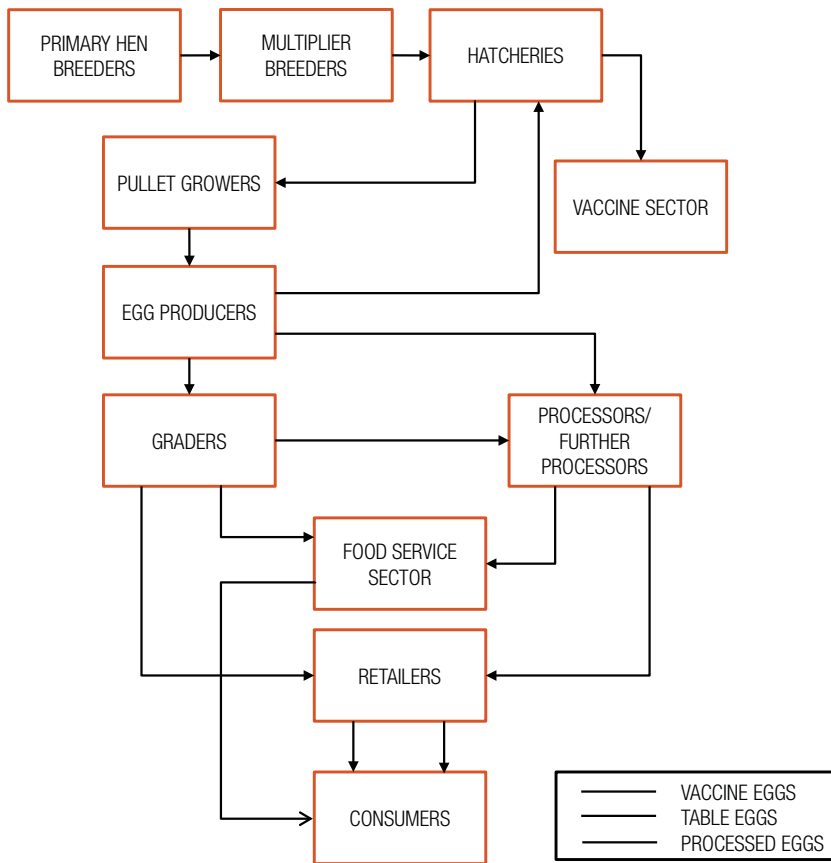 PRIMARY HEN
BREEDERS
MULTIPLIER
BREEDERS
HATCHERIES
PULLET GROWERS
VACCINE SECTOR
EGG PRODUCERS
GRADERS
PROCESSORS/
FURTHER
PROCESSORS
FOOD SERVICE
SECTOR
RETAILERS
CONSUMERS
VACCINE EGGS
TABLE EGGS
PROCESSED EGGS